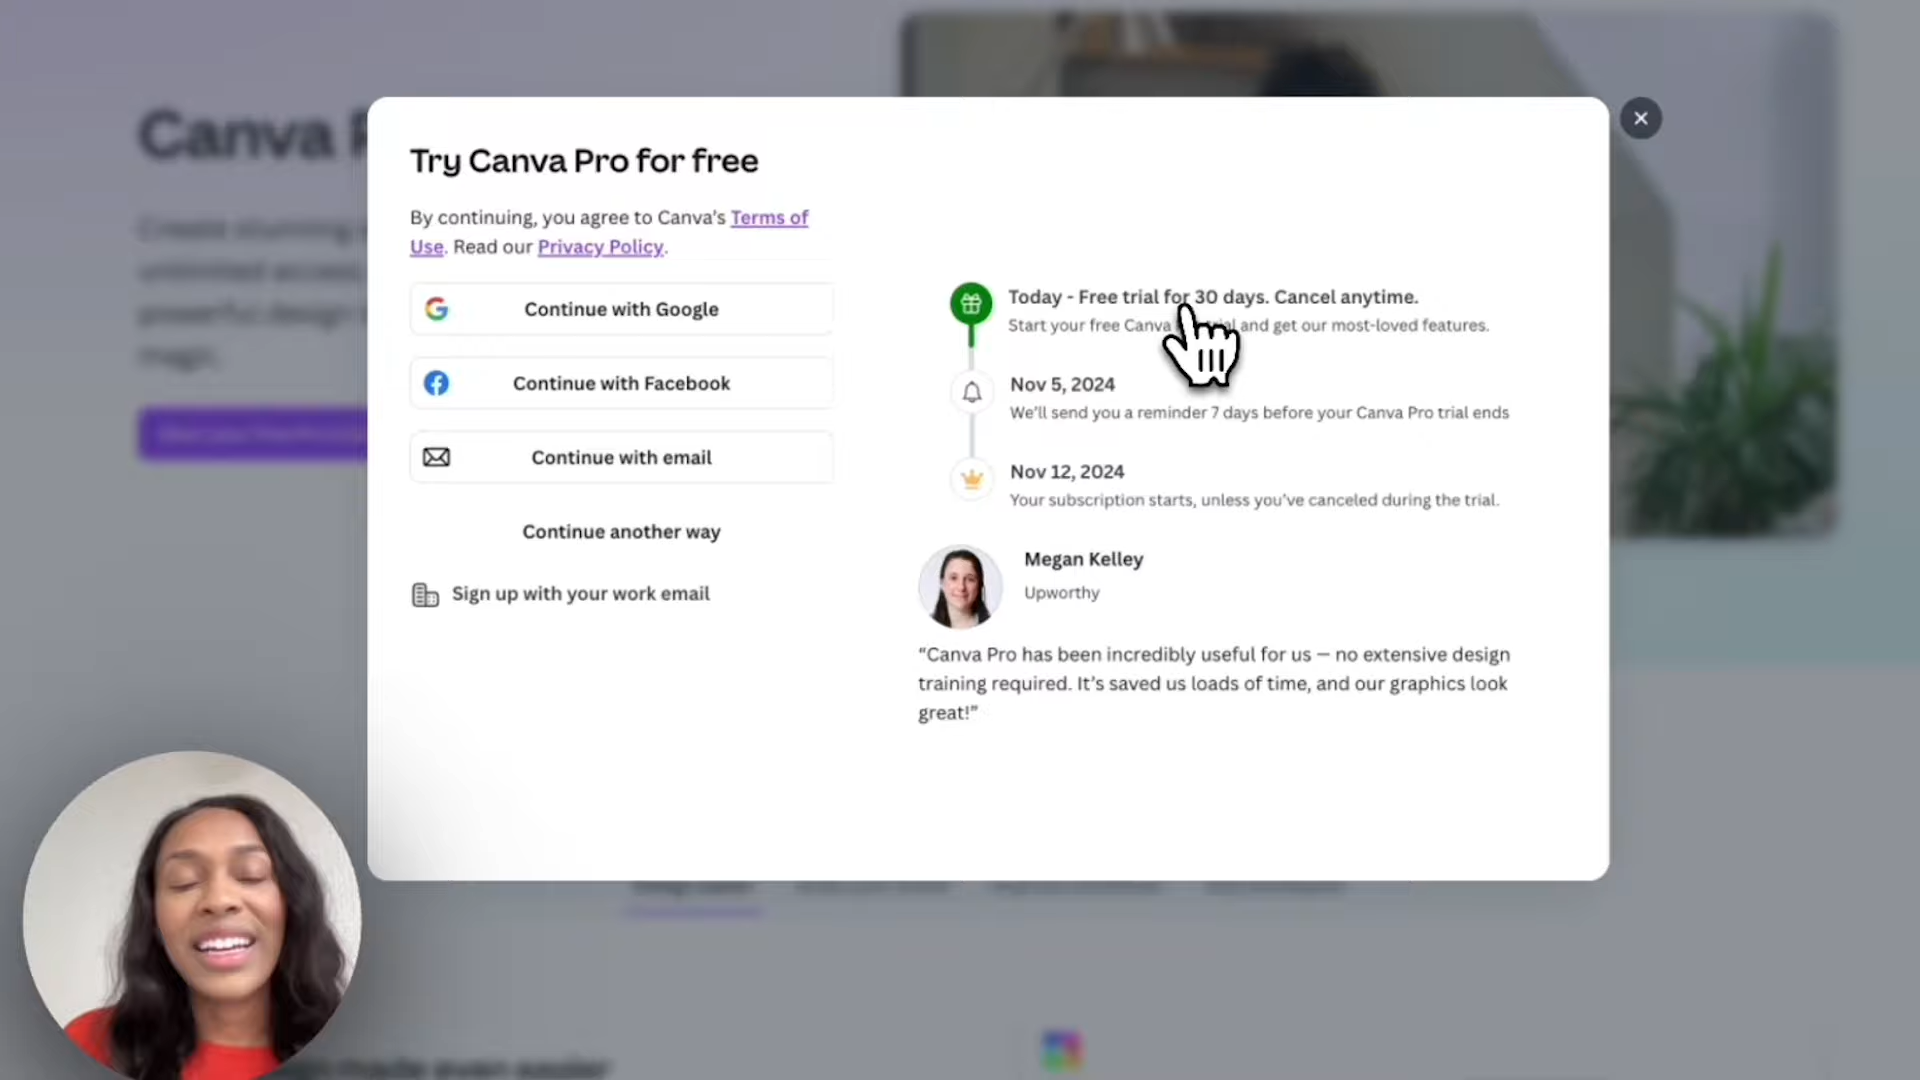 Canva
Try Canva Pro for free
By continuing, you agree to Canva's Terms of
Use. Read our Privacy Policy.
Continue with Google
Continue with Facebook
Continue with email
Continue another way
Sign up with your work email
Today - Free trial for 30 days. Cancel anytime.
Start your free Canva trial and get our most-loved features.
Nov 5, 2024
We'll send you a reminder 7 days before your Canva Pro trial ends
Nov 12, 2024
Your subscription starts, unless you've canceled during the trial.
Megan Kelley
Upworthy
“Canva Pro has been incredibly useful for us — no extensive design
training required. It's saved us loads of time, and our graphics look
great!”
made even easier